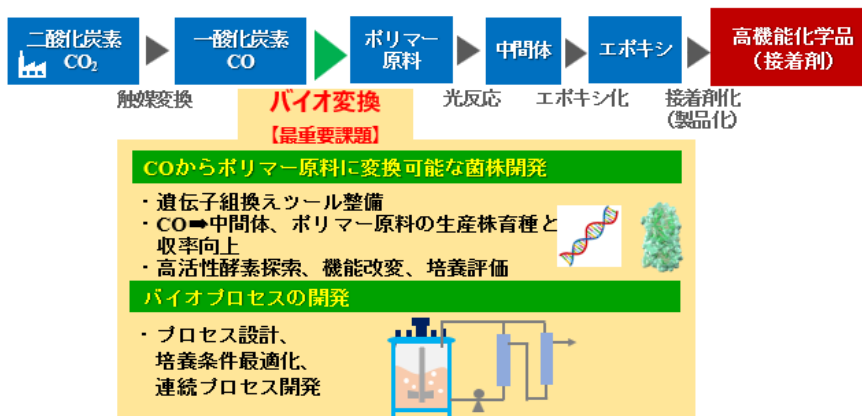 二酸化炭素
CO₂
一酸化炭素
CO
ポリマー
原料
中間体
エポキシ
高機能化学品
（接着剤）
触媒変換
バイオ変換
【最重要課題】
光反応
エポキシ化
接着剤化
（製品化）
COからポリマー原料に変換可能な菌株開発
・遺伝子組換えツール整備
・CO➡中間体、ポリマー原料の生産株育種と
収率向上
・高活性酵素探索、機能改変、培養評価
バイオプロセスの開発
・プロセス設計、
培養条件最適化、
連続プロセス開発